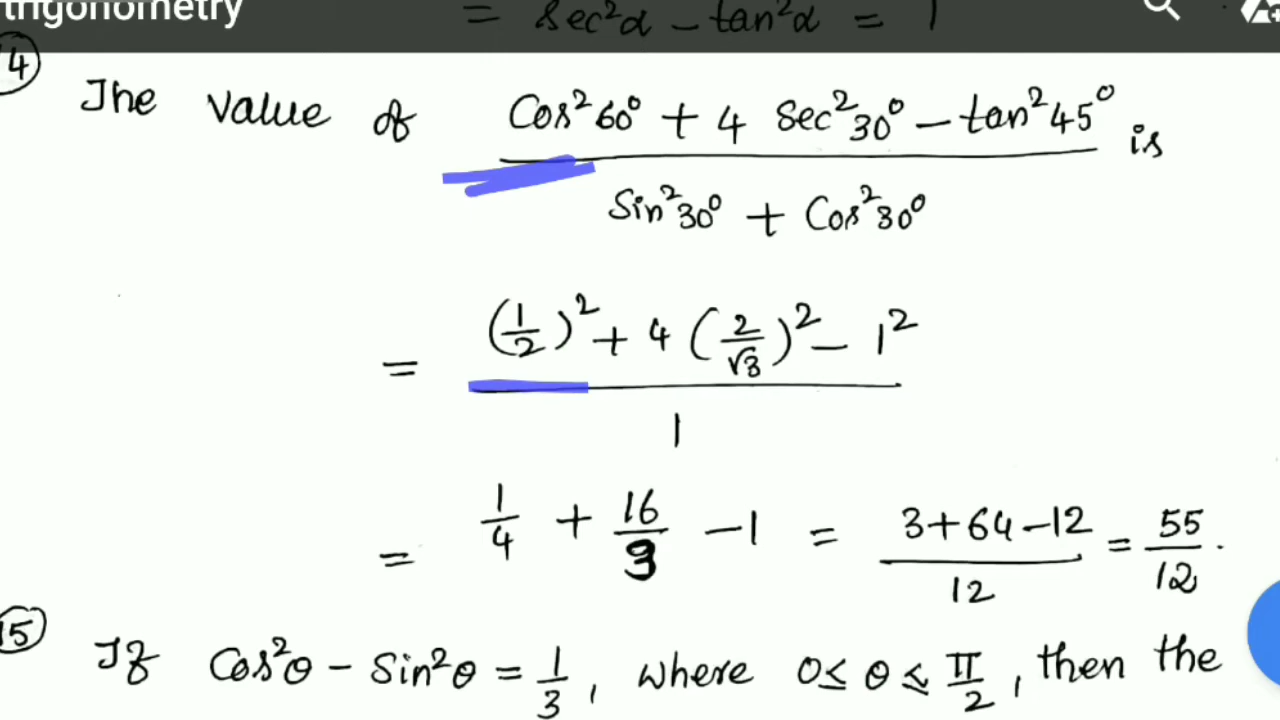 trigonometry
= sec²α - tan²α = 1
14 The value of (Cos²60° + 4 Sec²30° - tan²45°) / (Sin²30° + Cos²30°) is
= ((1/2)² + 4 (2/√3)² - 1²) / 1
= 1/4 + 16/3 - 1 = (3+64-12)/12 = 55/12.
15 If Cos²θ - Sin²θ = 1/3, where 0≤ θ ≤ π/2, then the